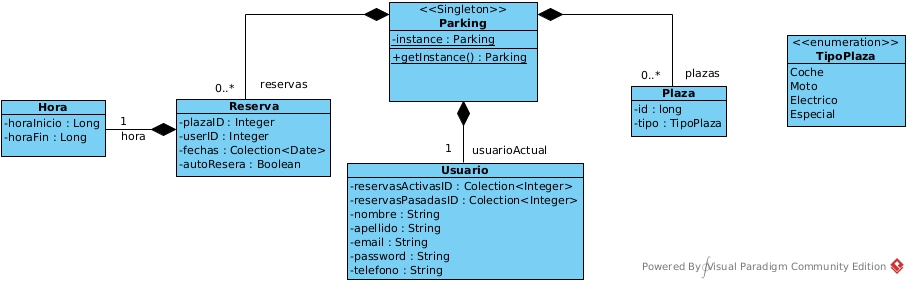 <<Singleton>>
Parking
-instance : Parking
+getInstance() : Parking
0..*
reservas
0..*
plazas
<<enumeration>>
TipoPlaza
Coche
Moto
Electrico
Especial
Hora
-horaInicio : Long
-horaFin : Long
1
hora
Reserva
-plazaID : Integer
-userID : Integer
-fechas : Colection<Date>
-autoResera : Boolean
Plaza
-id : long
-tipo : TipoPlaza
1
usuarioActual
Usuario
-reservasActivasID : Colection<Integer>
-reservasPasadasID : Colection<Integer>
-nombre : String
-apellido : String
-email : String
-password : String
-telefono : String
Powered By Visual Paradigm Community Edition